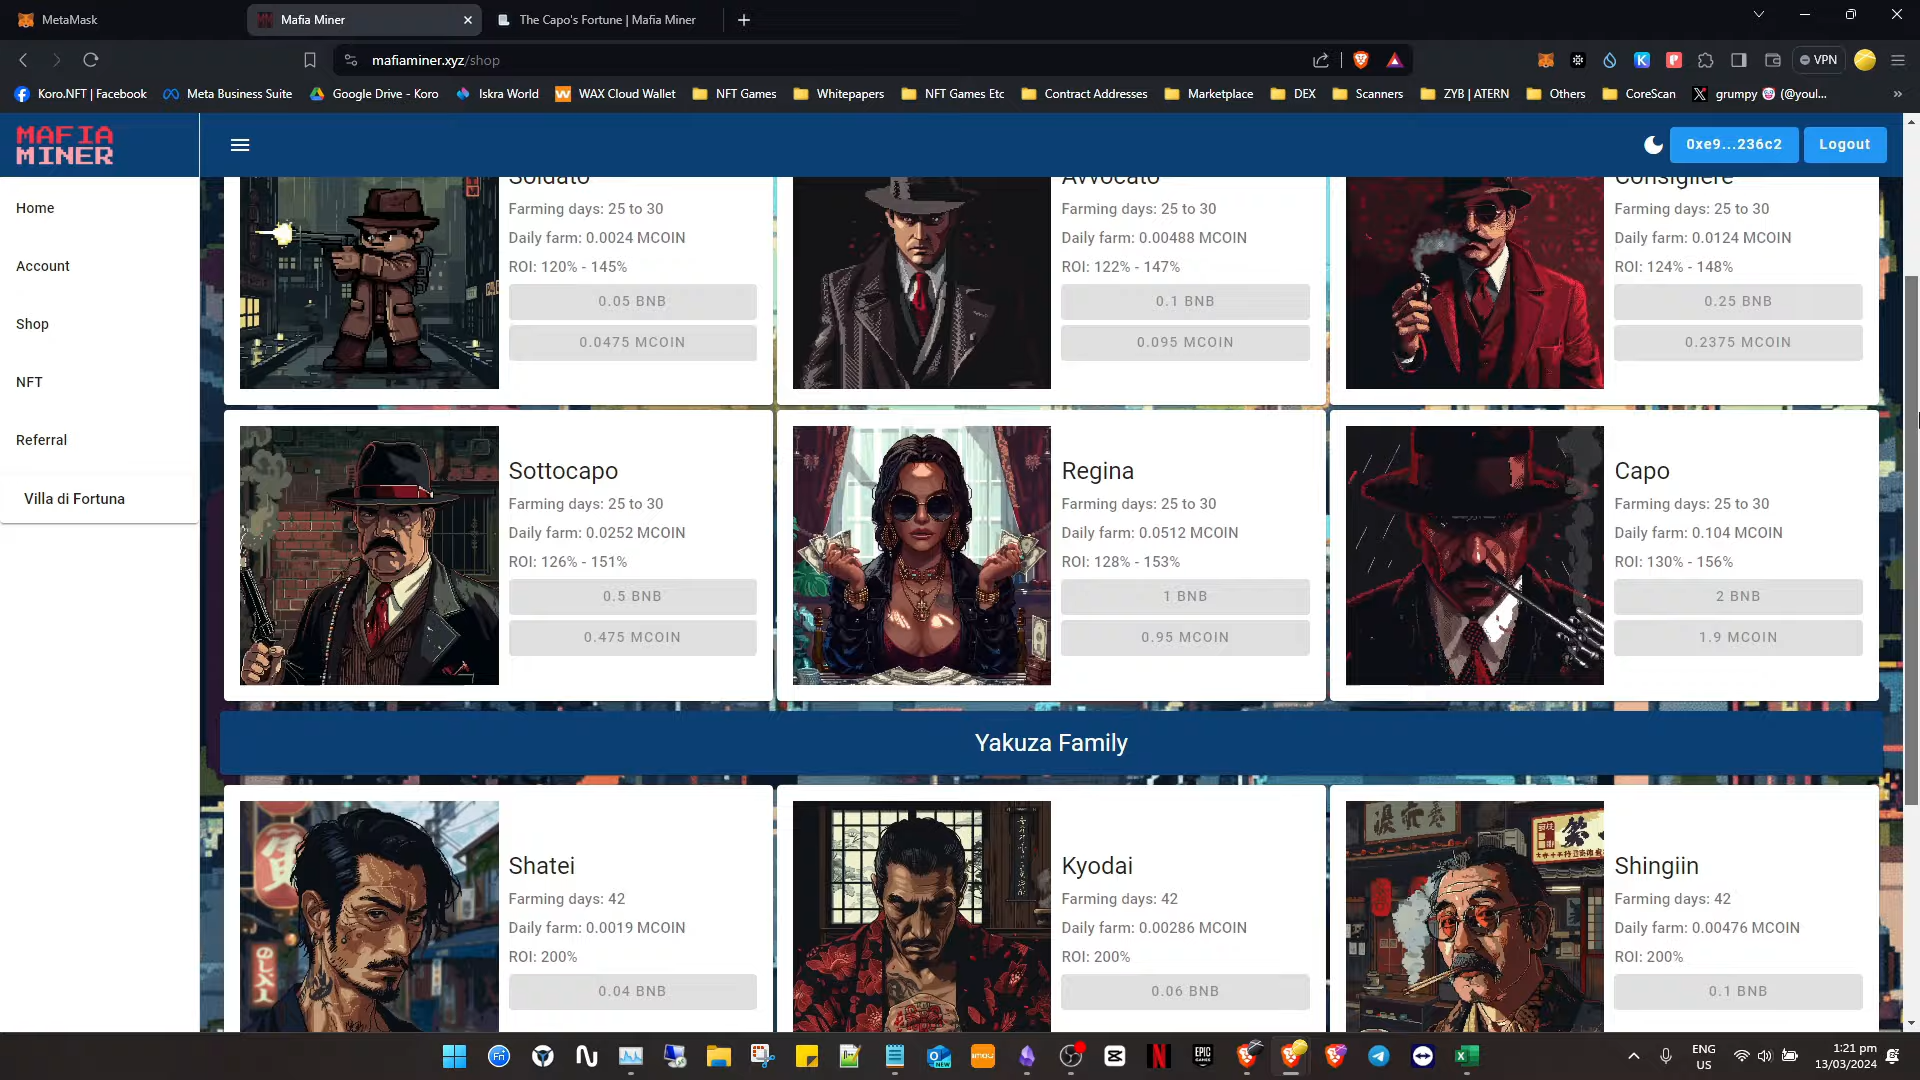 MetaMask
Mafia Miner
The Capo's Fortune | Mafia Miner
mafiaminer.xyz/shop
VPN
Koro.NFT | Facebook
Meta Business Suite
Google Drive - Koro
Iskra World
WAX Cloud Wallet
NFT Games
Whitepapers
NFT Games Etc
Contract Addresses
Marketplace
DEX
Scanners
ZYB | ATERN
Others
CoreScan
grumpy 🤡 (@youl...
MAFIA
MINER
0xe9...236c2
Logout
Home
Account
Shop
NFT
Referral
Villa di Fortuna
Soldato
Farming days: 25 to 30
Daily farm: 0.0024 MCOIN
ROI: 120% - 145%
0.05 BNB
0.0475 MCOIN
Avvocato
Farming days: 25 to 30
Daily farm: 0.00488 MCOIN
ROI: 122% - 147%
0.1 BNB
0.095 MCOIN
Consigliere
Farming days: 25 to 30
Daily farm: 0.0124 MCOIN
ROI: 124% - 148%
0.25 BNB
0.2375 MCOIN
Sottocapo
Farming days: 25 to 30
Daily farm: 0.0252 MCOIN
ROI: 126% - 151%
0.5 BNB
0.475 MCOIN
Regina
Farming days: 25 to 30
Daily farm: 0.0512 MCOIN
ROI: 128% - 153%
1 BNB
0.95 MCOIN
Capo
Farming days: 25 to 30
Daily farm: 0.104 MCOIN
ROI: 130% - 156%
2 BNB
1.9 MCOIN
Yakuza Family
Shatei
Farming days: 42
Daily farm: 0.0019 MCOIN
ROI: 200%
0.04 BNB
Kyodai
Farming days: 42
Daily farm: 0.00286 MCOIN
ROI: 200%
0.06 BNB
Shingiin
Farming days: 42
Daily farm: 0.00476 MCOIN
ROI: 200%
0.1 BNB
NEW
EPIC
GAMES
ENG
US
1:21 pm
13/03/2024